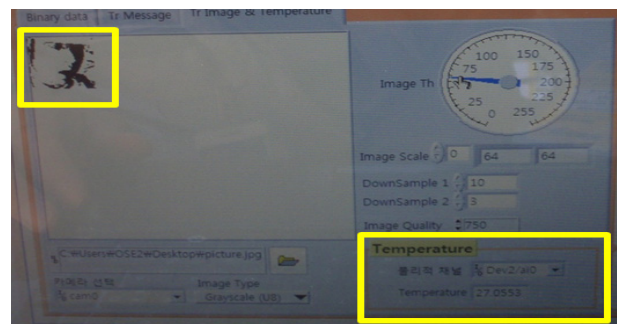 Binary data Tr Message Tr Image & Temperature
Image Th
0 25 75 100 150 175 200 225 255
Image Scale 0 64 64
DownSample 1 10
DownSample 2 3
Image Quality 750
C:₩Users₩OSE2₩Desktop₩picture.jpg
카메라 선택 Image Type
cam0 Grayscale (U8)
Temperature
물리적 채널 Dev2/ai0
Temperature 27.0553